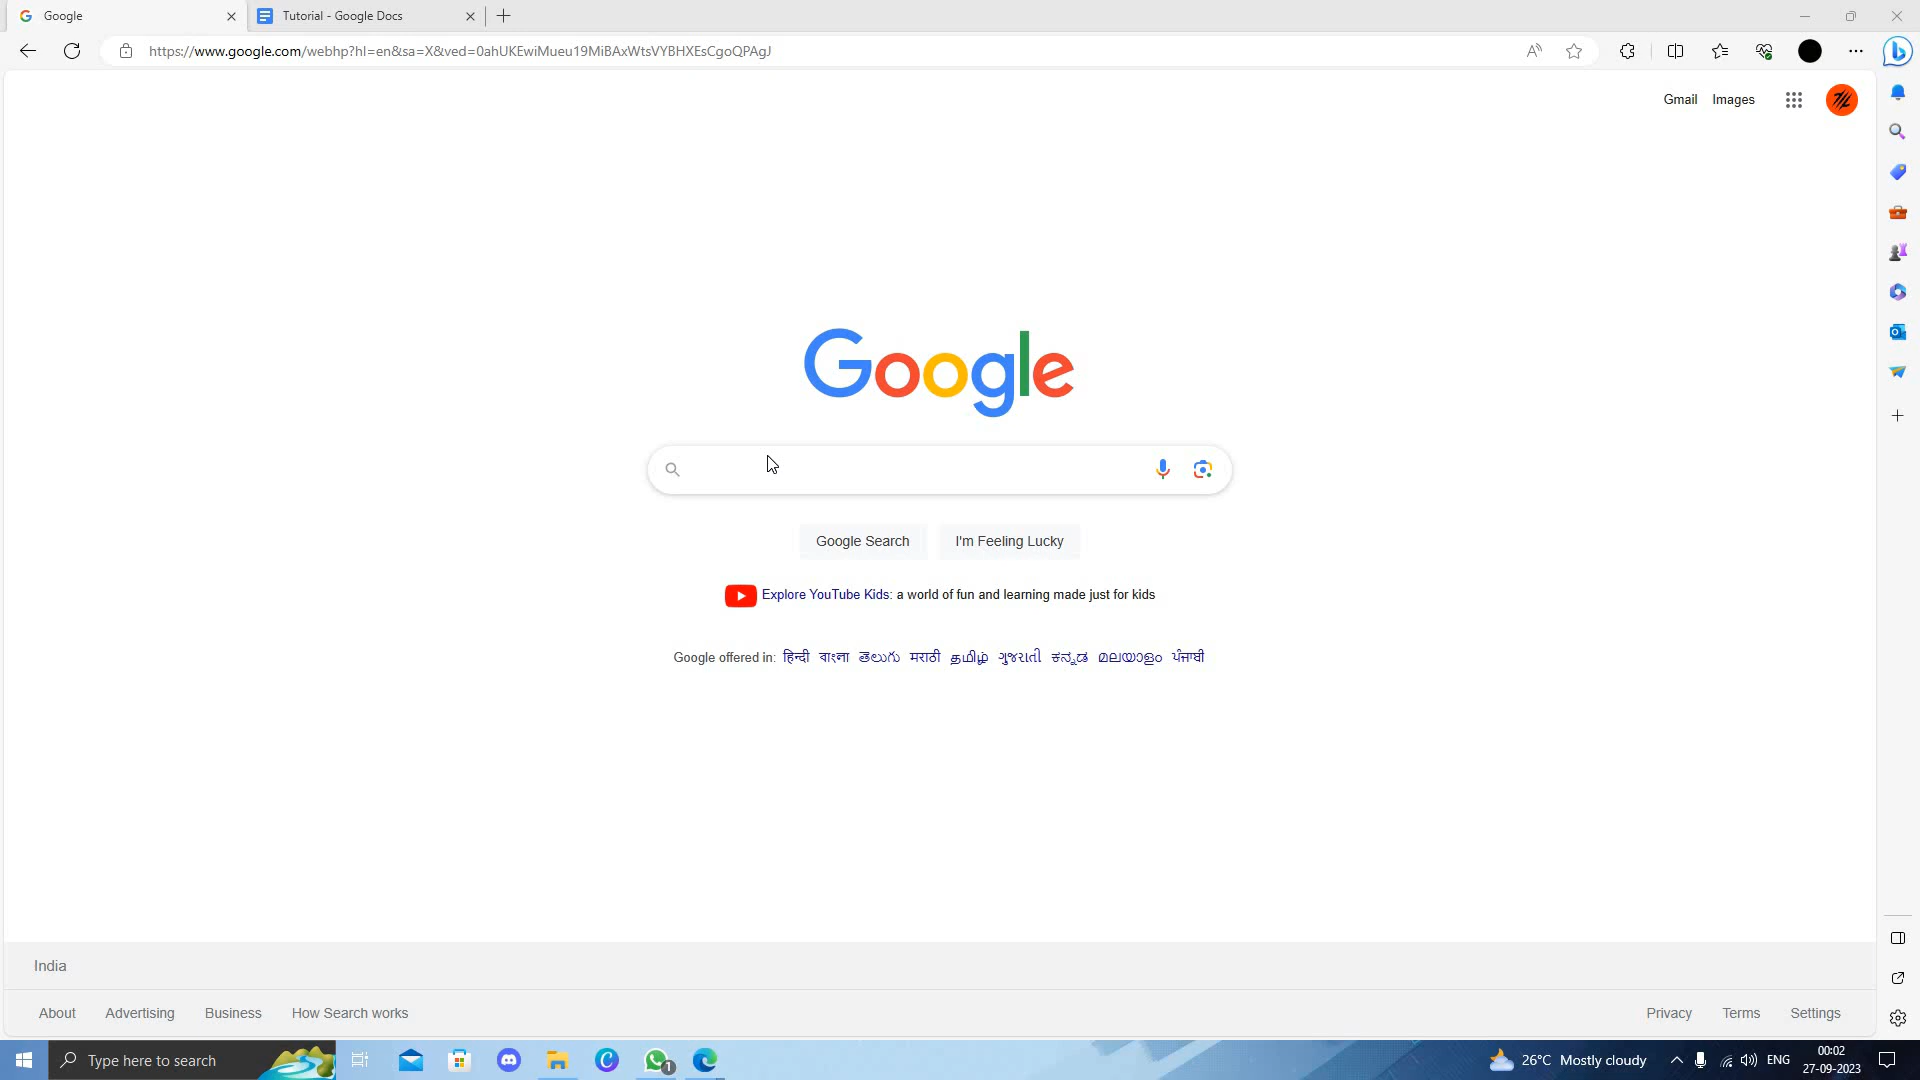 Google
Tutorial - Google Docs
https://www.google.com/webhp?hl=en&sa=X&ved=0ahUKEwiMueu19MiBAxWtsVYBHXEsCgoQPAgJ
Gmail Images
Google
Google Search I'm Feeling Lucky
Explore YouTube Kids: a world of fun and learning made just for kids
Google offered in: हिन्दी বাংলা తెలుగు मराठी தமிழ் ગુજરાતી ಕನ್ನಡ മലയാളം ਪੰਜਾਬੀ
India
About Advertising Business How Search works Privacy Terms Settings
Type here to search
1
26°C Mostly cloudy
ENG
00:02
27-09-2023